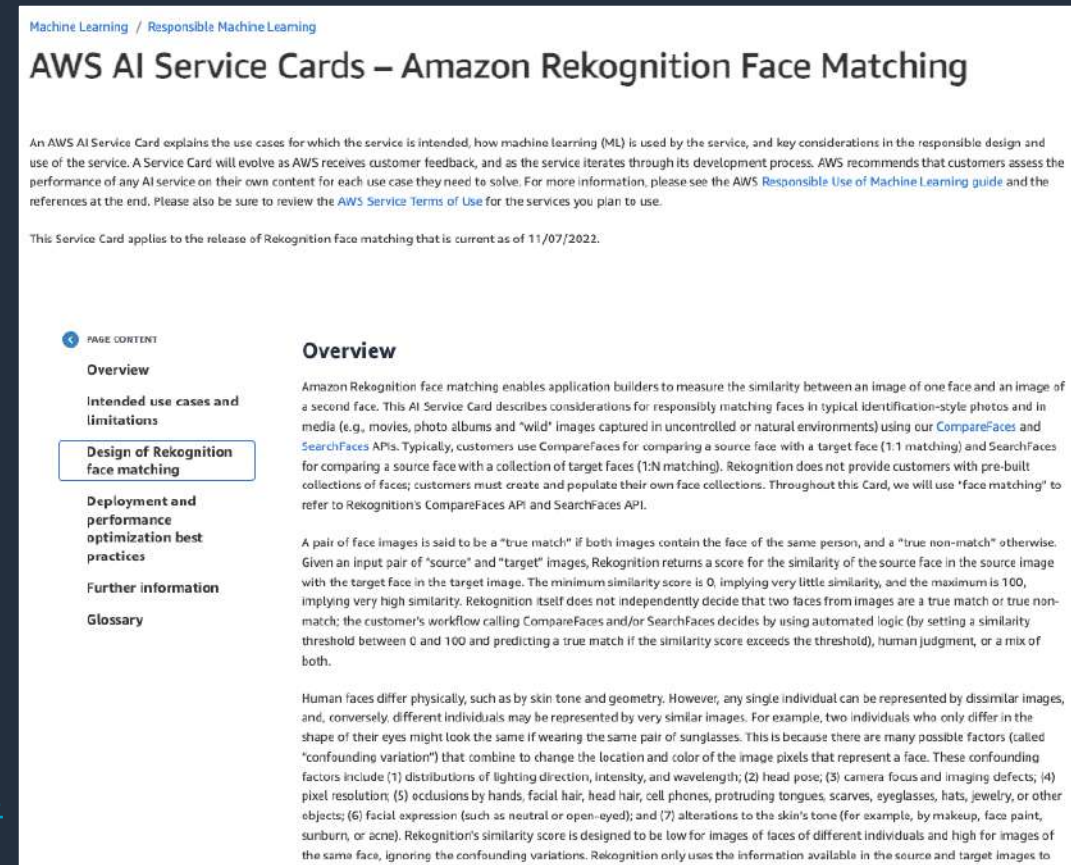 Machine Learning / Responsible Machine Learning
AWS AI Service Cards – Amazon Rekognition Face Matching
An AWS AI Service Card explains the use cases for which the service is intended, how machine learning (ML) is used by the service, and key considerations in the responsible design and
use of the service. A Service Card will evolve as AWS receives customer feedback, and as the service iterates through its development process. AWS recommends that customers assess the
performance of any AI service on their own content for each use case they need to solve. For more information, please see the AWS Responsible Use of Machine Learning guide and the
references at the end. Please also be sure to review the AWS Service Terms of Use for the services you plan to use.
This Service Card applies to the release of Rekognition face matching that is current as of 11/07/2022.
PAGE CONTENT
Overview
Intended use cases and
limitations
Design of Rekognition
face matching
Deployment and
performance
optimization best
practices
Further information
Glossary
Overview
Amazon Rekognition face matching enables application builders to measure the similarity between an image of one face and an image of
a second face. This AI Service Card describes considerations for responsibly matching faces in typical identification-style photos and in
media (e.g., movies, photo albums and "wild" images captured in uncontrolled or natural environments) using our CompareFaces and
SearchFaces APIs. Typically, customers use CompareFaces for comparing a source face with a target face (1:1 matching) and SearchFaces
for comparing a source face with a collection of target faces (1:N matching). Rekognition does not provide customers with pre-built
collections of faces; customers must create and populate their own face collections. Throughout this Card, we will use "face matching" to
refer to Rekognition's CompareFaces API and SearchFaces API.
A pair of face images is said to be a "true match" if both images contain the face of the same person, and a "true non-match" otherwise.
Given an input pair of "source" and "target" images, Rekognition returns a score for the similarity of the source face in the source image
with the target face in the target image. The minimum similarity score is 0, implying very little similarity, and the maximum is 100,
implying very high similarity. Rekognition itself does not independently decide that two faces from images are a true match or true non-
match; the customer's workflow calling CompareFaces and/or SearchFaces decides by using automated logic (by setting a similarity
threshold between 0 and 100 and predicting a true match if the similarity score exceeds the threshold), human judgment, or a mix of
both.
Human faces differ physically, such as by skin tone and geometry. However, any single individual can be represented by dissimilar images,
and, conversely, different individuals may be represented by very similar images. For example, two individuals who only differ in the
shape of their eyes might look the same if wearing the same pair of sunglasses. This is because there are many possible factors (called
"confounding variation") that combine to change the location and color of the image pixels that represent a face. These confounding
factors include (1) distributions of lighting direction, intensity, and wavelength; (2) head pose; (3) camera focus and imaging defects; (4)
pixel resolution; (5) occlusions by hands, facial hair, head hair, cell phones, protruding tongues, scarves, eyeglasses, hats, jewelry, or other
objects; (6) facial expression (such as neutral or open-eyed); and (7) alterations to the skin's tone (for example, by makeup, face paint,
sunburn, or acne). Rekognition's similarity score is designed to be low for images of faces of different individuals and high for images of
the same face, ignoring the confounding variations. Rekognition only uses the information available in the source and target images to